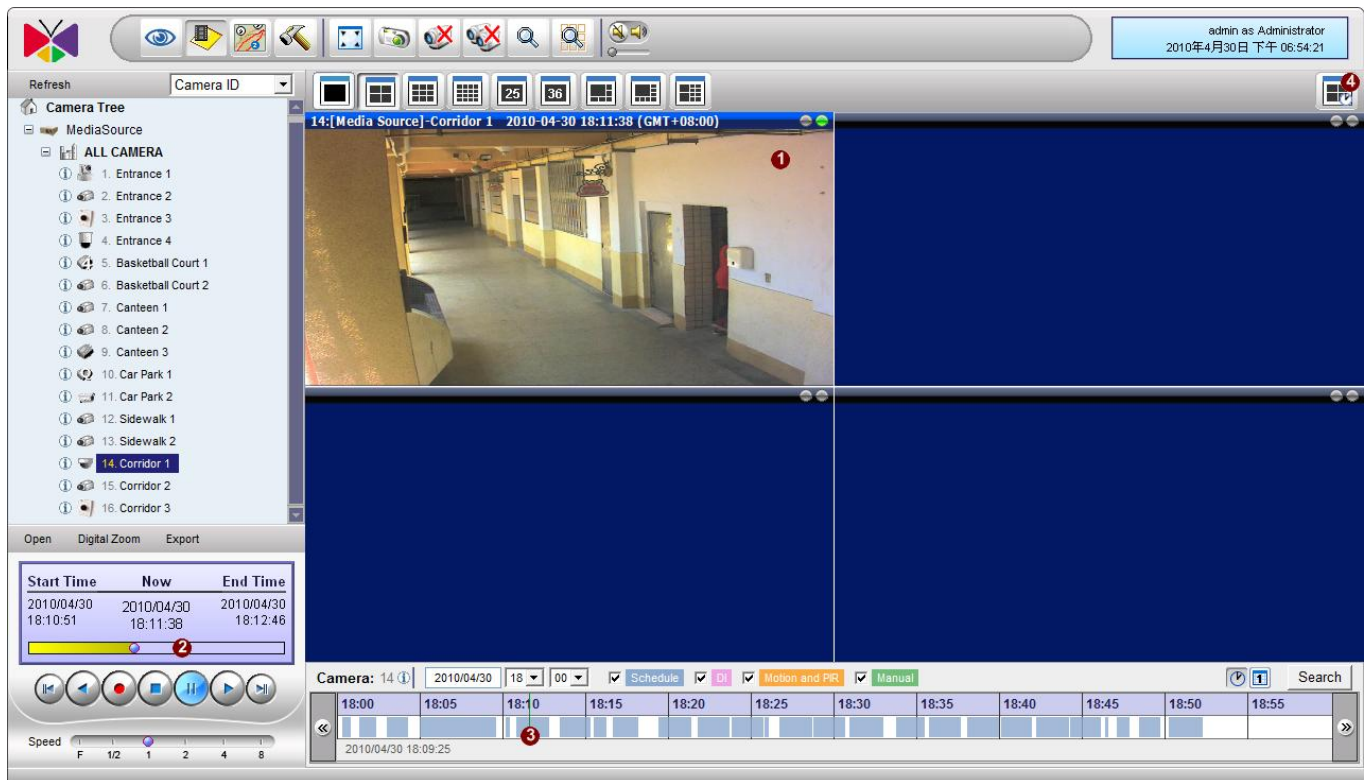 admin as Administrator
2010年4月30日 下午 06:54:21
Refresh Camera ID
25 36
4
Camera Tree
MediaSource
ALL CAMERA
1. Entrance 1
2. Entrance 2
3. Entrance 3
4. Entrance 4
5. Basketball Court 1
6. Basketball Court 2
7. Canteen 1
8. Canteen 2
9. Canteen 3
10. Car Park 1
11. Car Park 2
12. Sidewalk 1
13. Sidewalk 2
14. Corridor 1
15. Corridor 2
16. Corridor 3
14:[Media Source]-Corridor 1 2010-04-30 18:11:38 (GMT+08:00)
1
Open Digital Zoom Export
Start Time Now End Time
2010/04/30 2010/04/30 2010/04/30
18:10:51 18:11:38 18:12:46
2
Speed
F 1/2 1 2 4 8
Camera: 14 2010/04/30 18 00 Schedule DI Motion and PIR Manual 1 Search
18:00 18:05 18:10 18:15 18:20 18:25 18:30 18:35 18:40 18:45 18:50 18:55
« »
3
2010/04/30 18:09:25